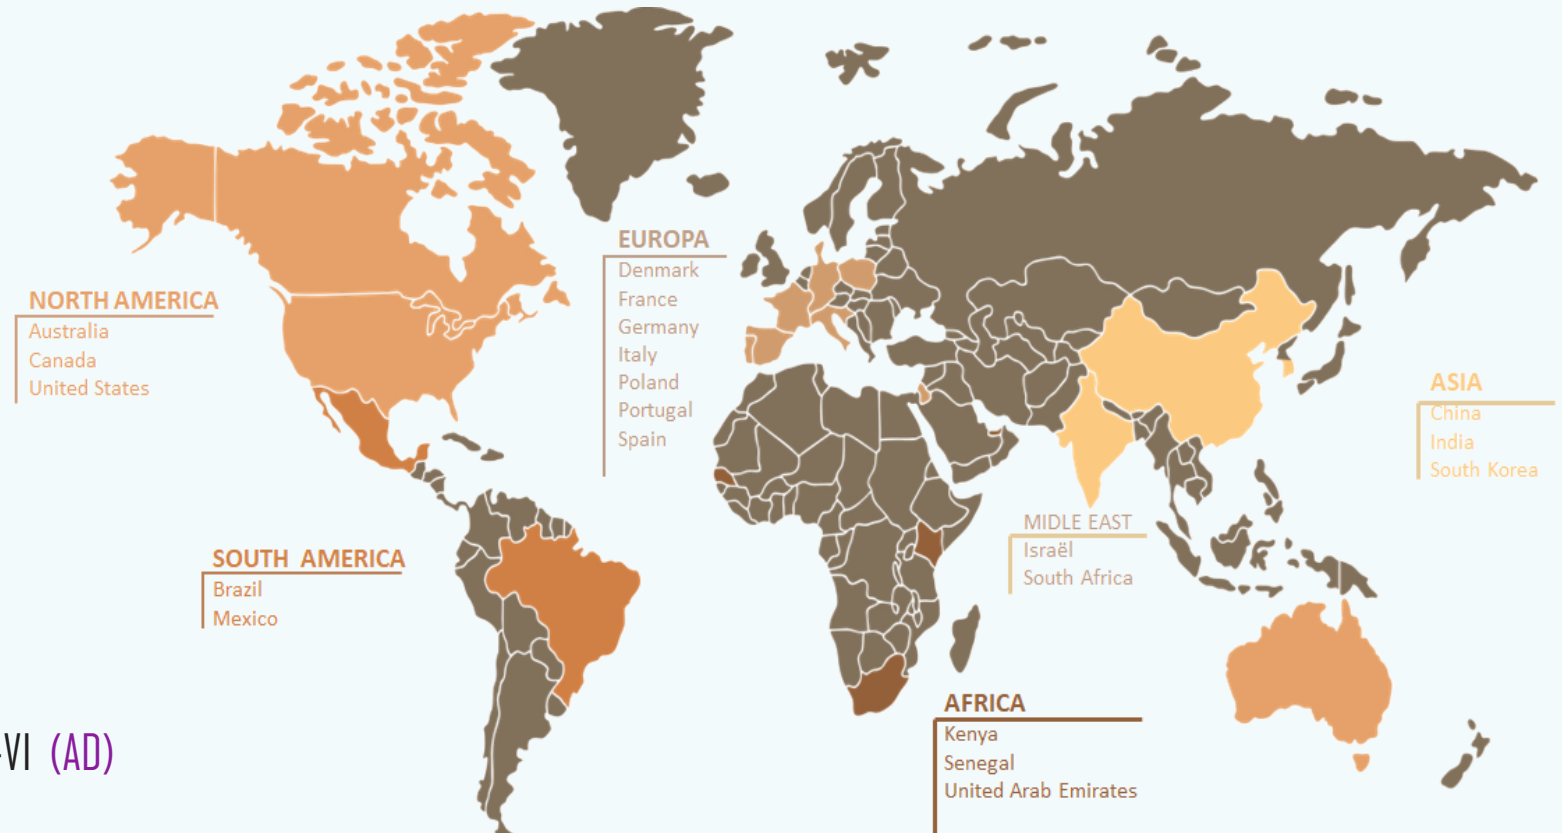 NORTH AMERICA
Australia
Canada
United States
SOUTH AMERICA
Brazil
Mexico
EUROPA
Denmark
France
Germany
Italy
Poland
Portugal
Spain
MIDLE EAST
Israël
South Africa
ASIA
China
India
South Korea
AFRICA
Kenya
Senegal
United Arab Emirates
-VI (AD)